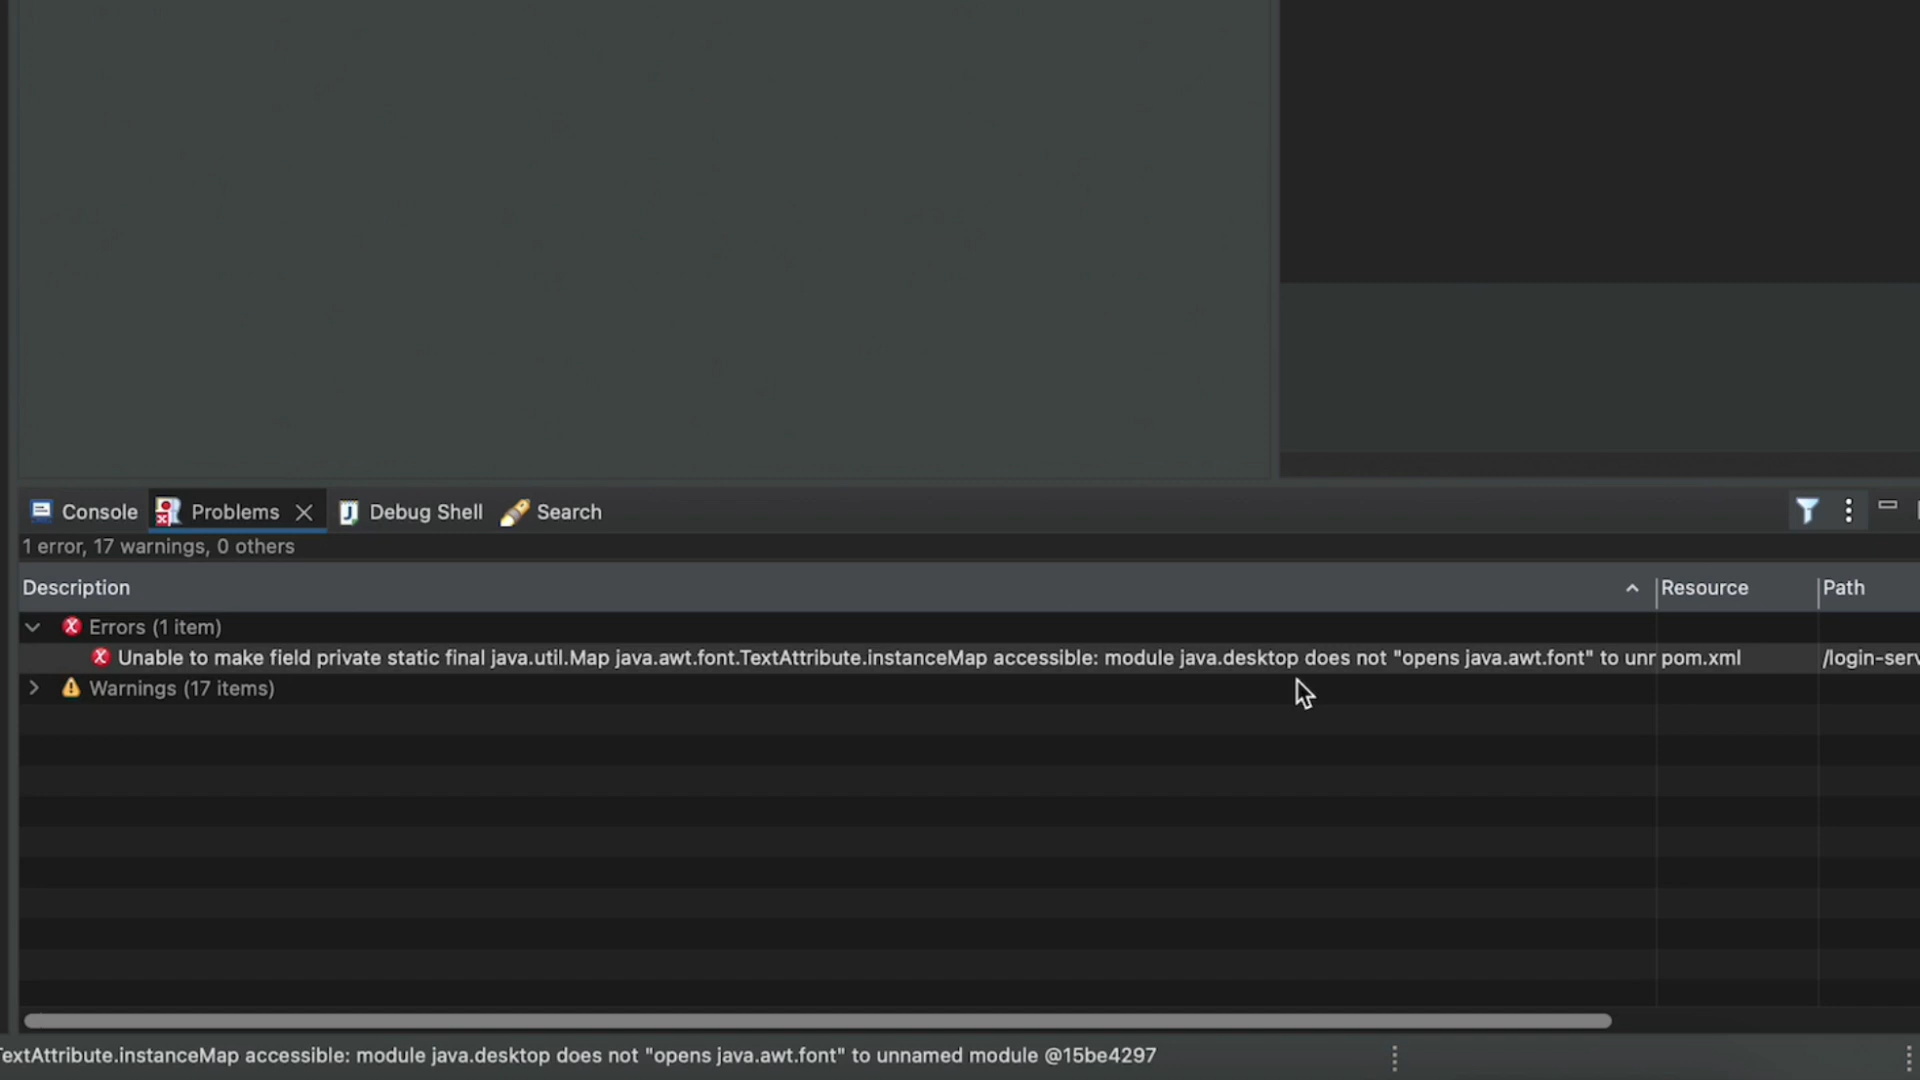 Console Problems Debug Shell Search
1 error, 17 warnings, 0 others
Description Resource Path
Errors (1 item)
Unable to make field private static final java.util.Map java.awt.font.TextAttribute.instanceMap accessible: module java.desktop does not "opens java.awt.font" to unr pom.xml /login-serv
Warnings (17 items)
TextAttribute.instanceMap accessible: module java.desktop does not "opens java.awt.font" to unnamed module @15be4297